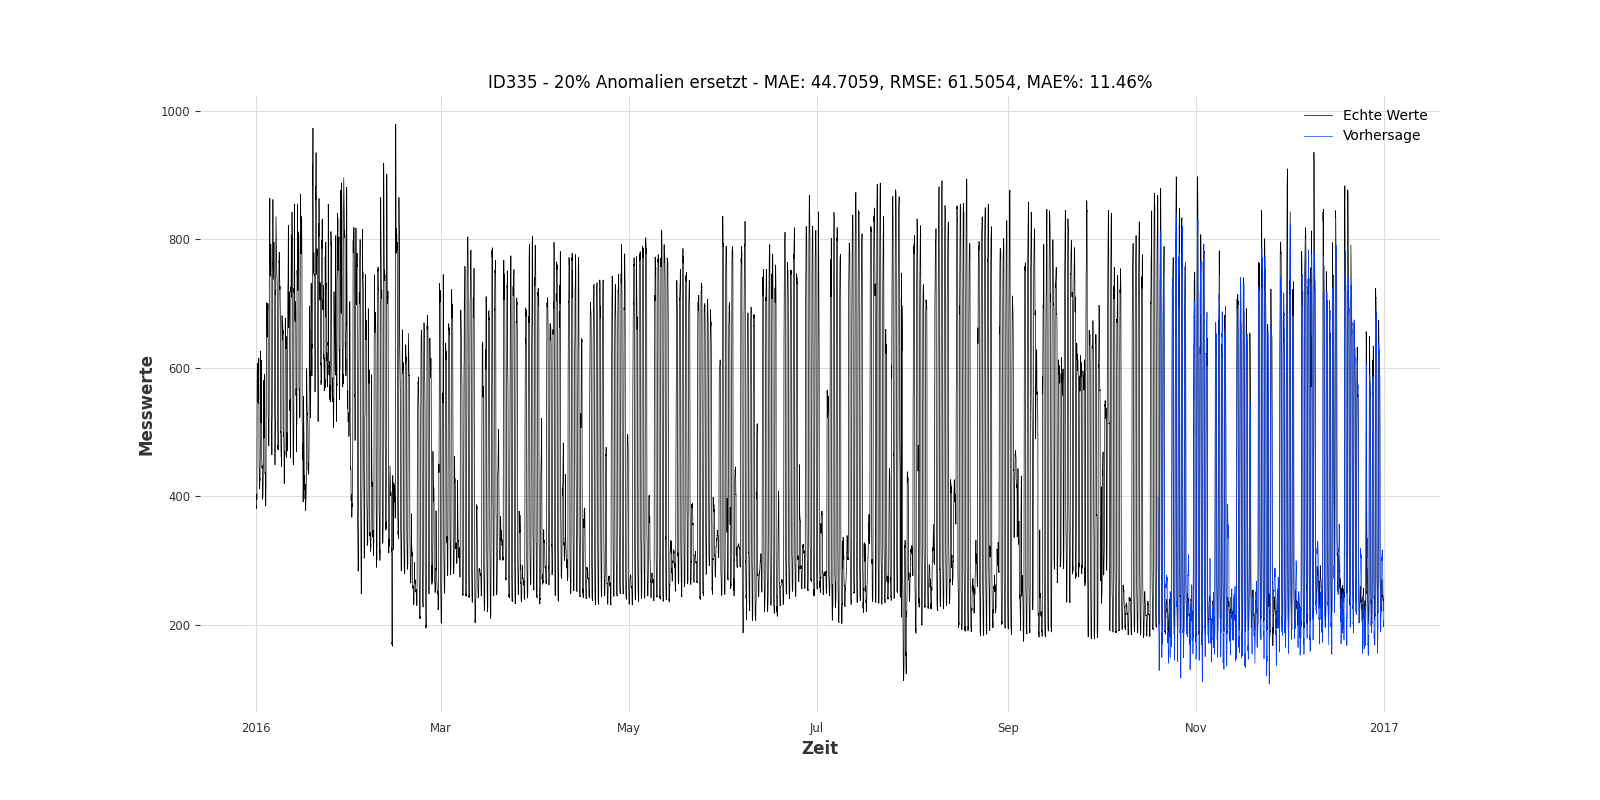 ID335 - 20% Anomalien ersetzt - MAE: 44.7059, RMSE: 61.5054, MAE%: 11.46%
Echte Werte
Vorhersage
1000
800
600
400
200
Messwerte
2016
Mar
May
Jul
Sep
Nov
2017
Zeit